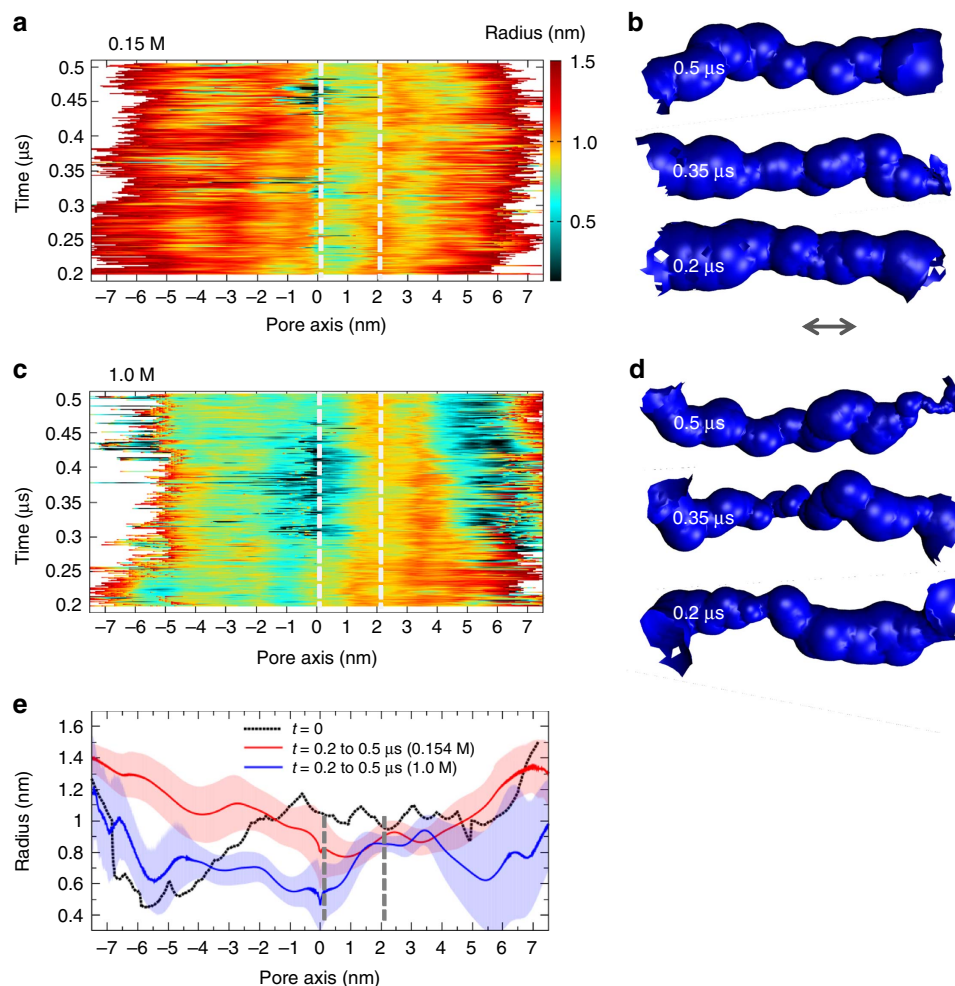 a
0.15 M
Radius (nm)
b
Time (μs)
0.5
0.45
0.4
0.35
0.3
0.25
0.2
1.5
1.0
0.5
−7 −6 −5 −4 −3 −2 −1 0 1 2 3 4 5 6 7
Pore axis (nm)
0.5 μs
0.35 μs
0.2 μs
c
1.0 M
d
Time (μs)
0.5
0.45
0.4
0.35
0.3
0.25
0.2
−7 −6 −5 −4 −3 −2 −1 0 1 2 3 4 5 6 7
Pore axis (nm)
0.5 μs
0.35 μs
0.2 μs
e
Radius (nm)
1.6
1.4
1.2
1
0.8
0.6
0.4
t = 0
t = 0.2 to 0.5 μs (0.154 M)
t = 0.2 to 0.5 μs (1.0 M)
−7 −6 −5 −4 −3 −2 −1 0 1 2 3 4 5 6 7
Pore axis (nm)